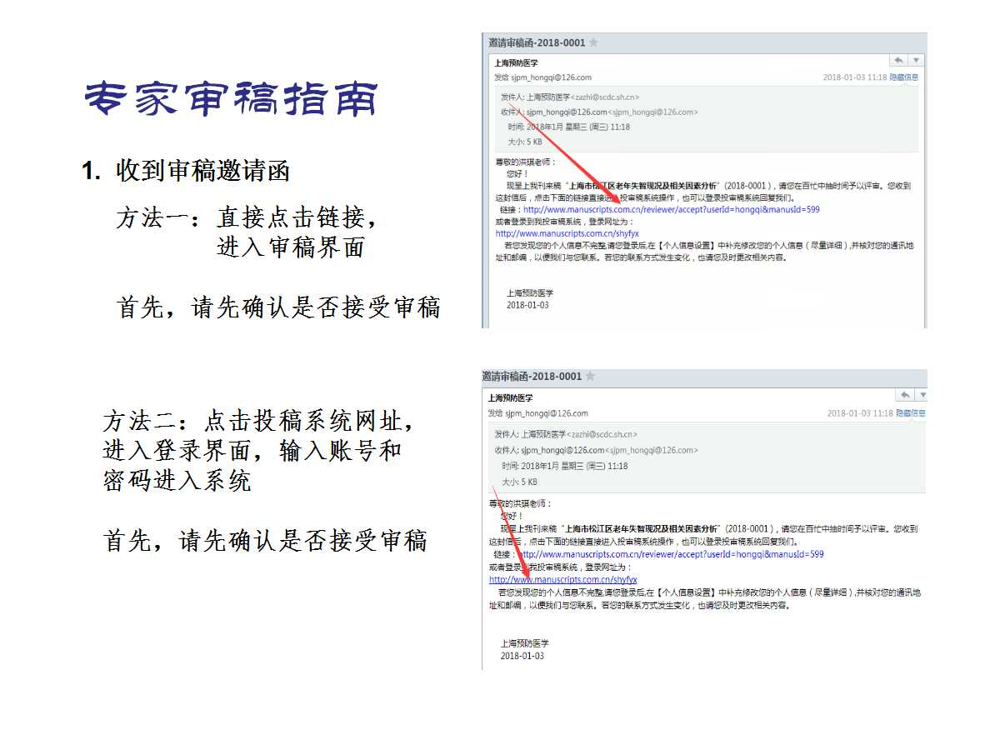 专家审稿指南
1. 收到审稿邀请函
方法一：直接点击链接，
进入审稿界面
首先，请先确认是否接受审稿
邀请审稿函-2018-0001
上海预防医学
发给 sjpm_hongqi@126.com
2018-01-03 11:18 隐藏信息
发件人: 上海预防医学<zazhi@scdc.sh.cn>
收件人: sjpm_hongqi@126.com<sjpm_hongqi@126.com>
时间: 2018年1月 星期三 (周三) 11:18
大小: 5 KB
尊敬的洪琪老师：
您好！
现呈上我刊来稿“上海市松江区老年失智现况及相关因素分析”（2018-0001），请您在百忙中抽时间予以评审。您收到
这封信后，点击下面的链接直接进入投审稿系统操作，也可以登录投审稿系统回复我们。
链接：http://www.manuscripts.com.cn/reviewer/accept?userId=hongqi&manusId=599
或者登录到我投审稿系统，登录网址为：
http://www.manuscripts.com.cn/shyfyx
若您发现您的个人信息不完整,请您登录后,在【个人信息设置】中补充修改您的个人信息（尽量详细）,并核对您的通讯地
址和邮编，以便我们与您联系。若您的联系方式发生变化，也请您及时更改相关内容。
上海预防医学
2018-01-03
方法二：点击投稿系统网址，
进入登录界面，输入账号和
密码进入系统
首先，请先确认是否接受审稿
邀请审稿函-2018-0001
上海预防医学
发给 sjpm_hongqi@126.com
2018-01-03 11:18 隐藏信息
发件人: 上海预防医学<zazhi@scdc.sh.cn>
收件人: sjpm_hongqi@126.com<sjpm_hongqi@126.com>
时间: 2018年1月 星期三 (周三) 11:18
大小: 5 KB
尊敬的洪琪老师：
您好！
现呈上我刊来稿“上海市松江区老年失智现况及相关因素分析”（2018-0001），请您在百忙中抽时间予以评审。您收到
这封信后，点击下面的链接直接进入投审稿系统操作，也可以登录投审稿系统回复我们。
链接：http://www.manuscripts.com.cn/reviewer/accept?userId=hongqi&manusId=599
或者登录到我投审稿系统，登录网址为：
http://www.manuscripts.com.cn/shyfyx
若您发现您的个人信息不完整,请您登录后,在【个人信息设置】中补充修改您的个人信息（尽量详细）,并核对您的通讯地
址和邮编，以便我们与您联系。若您的联系方式发生变化，也请您及时更改相关内容。
上海预防医学
2018-01-03